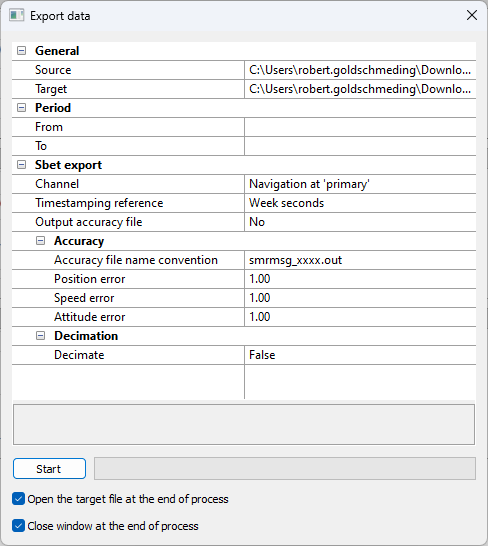 Export data
General
Source C:\Users\robert.goldschmeding\Downlo...
Target C:\Users\robert.goldschmeding\Downlo...
Period
From
To
Sbet export
Channel Navigation at 'primary'
Timestamping reference Week seconds
Output accuracy file No
Accuracy
Accuracy file name convention smrmsg_xxxx.out
Position error 1.00
Speed error 1.00
Attitude error 1.00
Decimation
Decimate False
Start
Open the target file at the end of process
Close window at the end of process